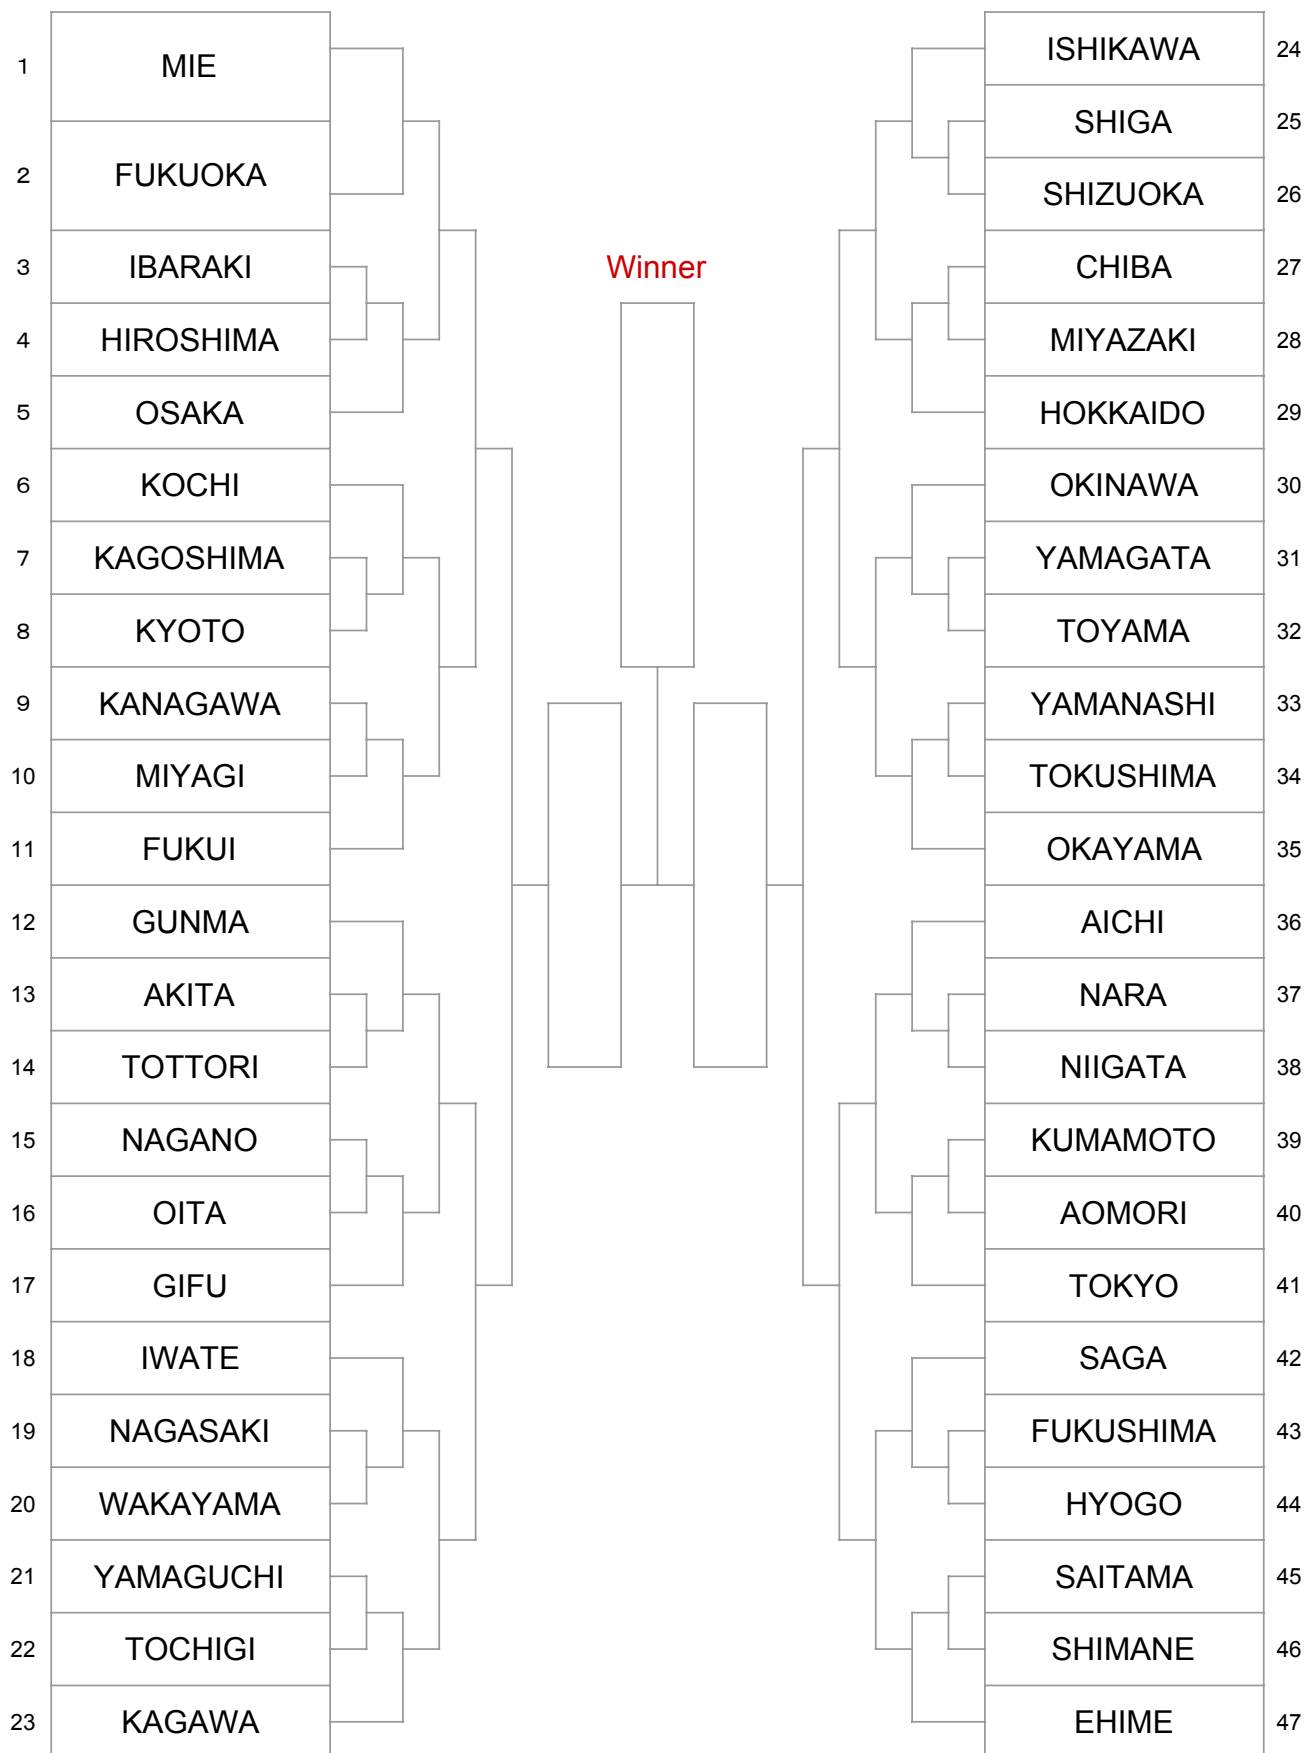 1 MIE
2 FUKUOKA
3 IBARAKI
4 HIROSHIMA
5 OSAKA
6 KOCHI
7 KAGOSHIMA
8 KYOTO
9 KANAGAWA
10 MIYAGI
11 FUKUI
12 GUNMA
13 AKITA
14 TOTTORI
15 NAGANO
16 OITA
17 GIFU
18 IWATE
19 NAGASAKI
20 WAKAYAMA
21 YAMAGUCHI
22 TOCHIGI
23 KAGAWA
Winner
ISHIKAWA 24
SHIGA 25
SHIZUOKA 26
CHIBA 27
MIYAZAKI 28
HOKKAIDO 29
OKINAWA 30
YAMAGATA 31
TOYAMA 32
YAMANASHI 33
TOKUSHIMA 34
OKAYAMA 35
AICHI 36
NARA 37
NIIGATA 38
KUMAMOTO 39
AOMORI 40
TOKYO 41
SAGA 42
FUKUSHIMA 43
HYOGO 44
SAITAMA 45
SHIMANE 46
EHIME 47